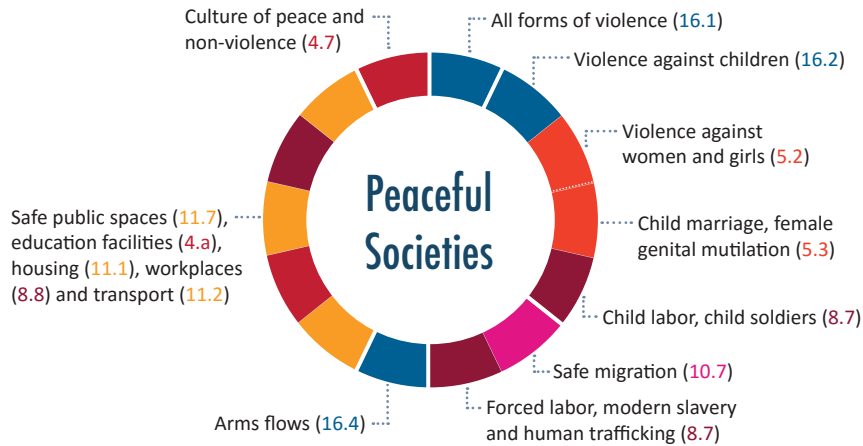 Culture of peace and
non-violence (4.7)
All forms of violence (16.1)
Violence against children (16.2)
Violence against
women and girls (5.2)
Child marriage, female
genital mutilation (5.3)
Child labor, child soldiers (8.7)
Safe migration (10.7)
Forced labor, modern slavery
and human trafficking (8.7)
Arms flows (16.4)
Safe public spaces (11.7),
education facilities (4.a),
housing (11.1), workplaces
(8.8) and transport (11.2)
Peaceful
Societies